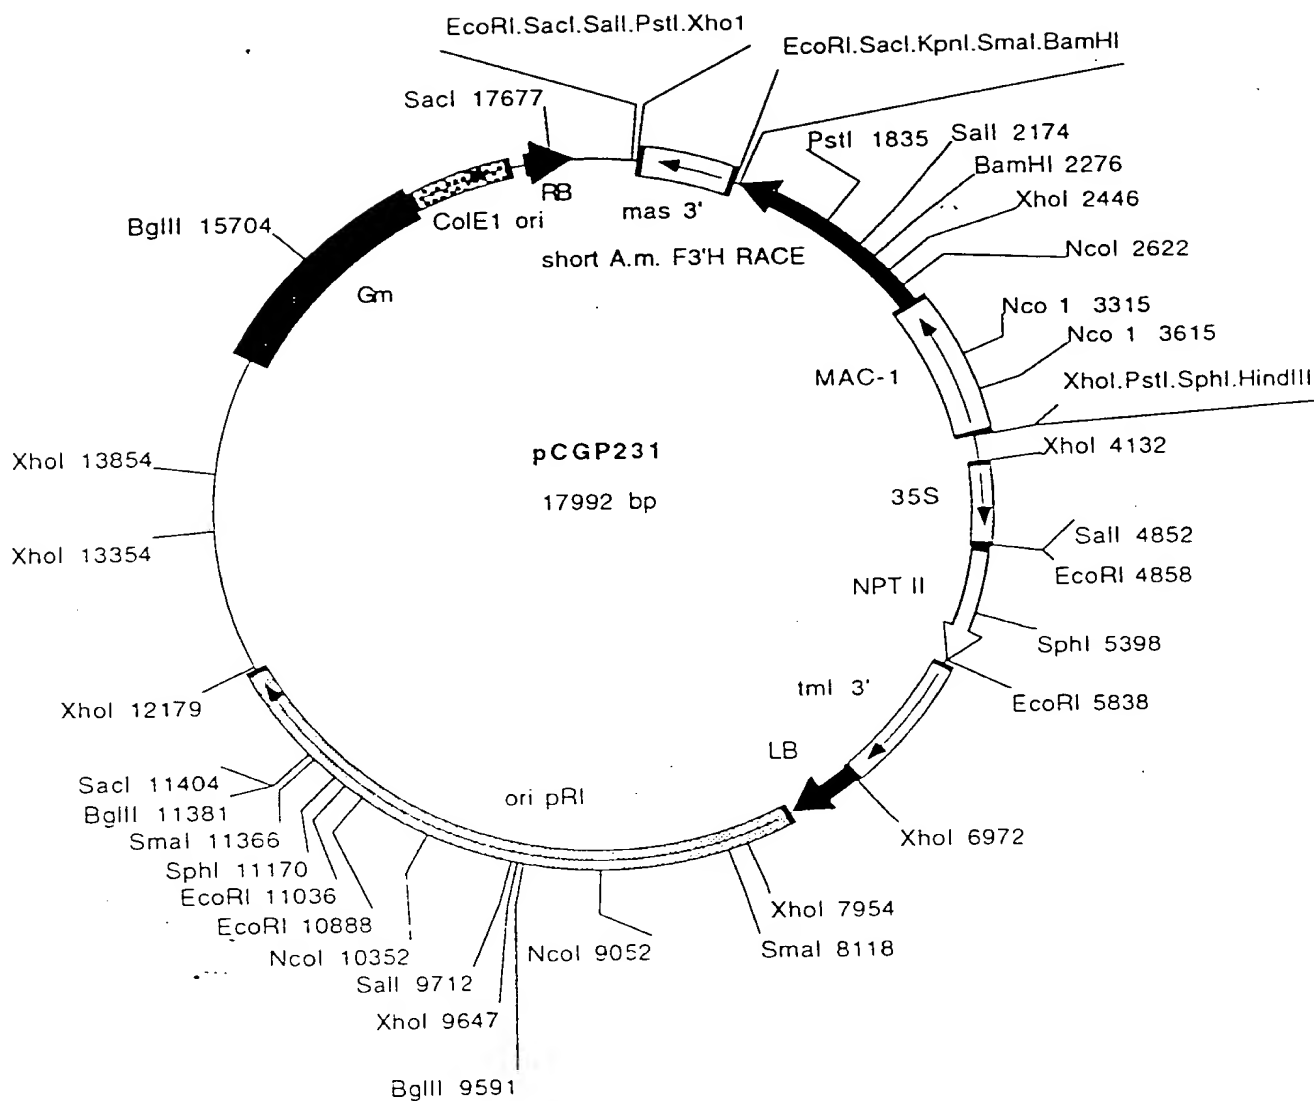 EcoRI.SacI.SalI.PstI.Xho1
EcoRI.SacI.KpnI.SmaI.BamHI
SacI 17677
PstI 1835
SalI 2174
BamHI 2276
XhoI 2446
NcoI 2622
Nco 1 3315
Nco 1 3615
XhoI.PstI.SphI.HindIII
XhoI 4132
RB
mas 3'
ColE1 ori
short A.m. F3'H RACE
BglII 15704
Gm
MAC-1
pCGP231
17992 bp
35S
SalI 4852
EcoRI 4858
NPT II
SphI 5398
EcoRI 5838
tml 3'
LB
XhoI 6972
XhoI 13854
XhoI 13354
XhoI 12179
SacI 11404
BglII 11381
SmaI 11366
SphI 11170
EcoRI 11036
EcoRI 10888
NcoI 10352
SalI 9712
XhoI 9647
BglII 9591
ori pRI
NcoI 9052
XhoI 7954
SmaI 8118